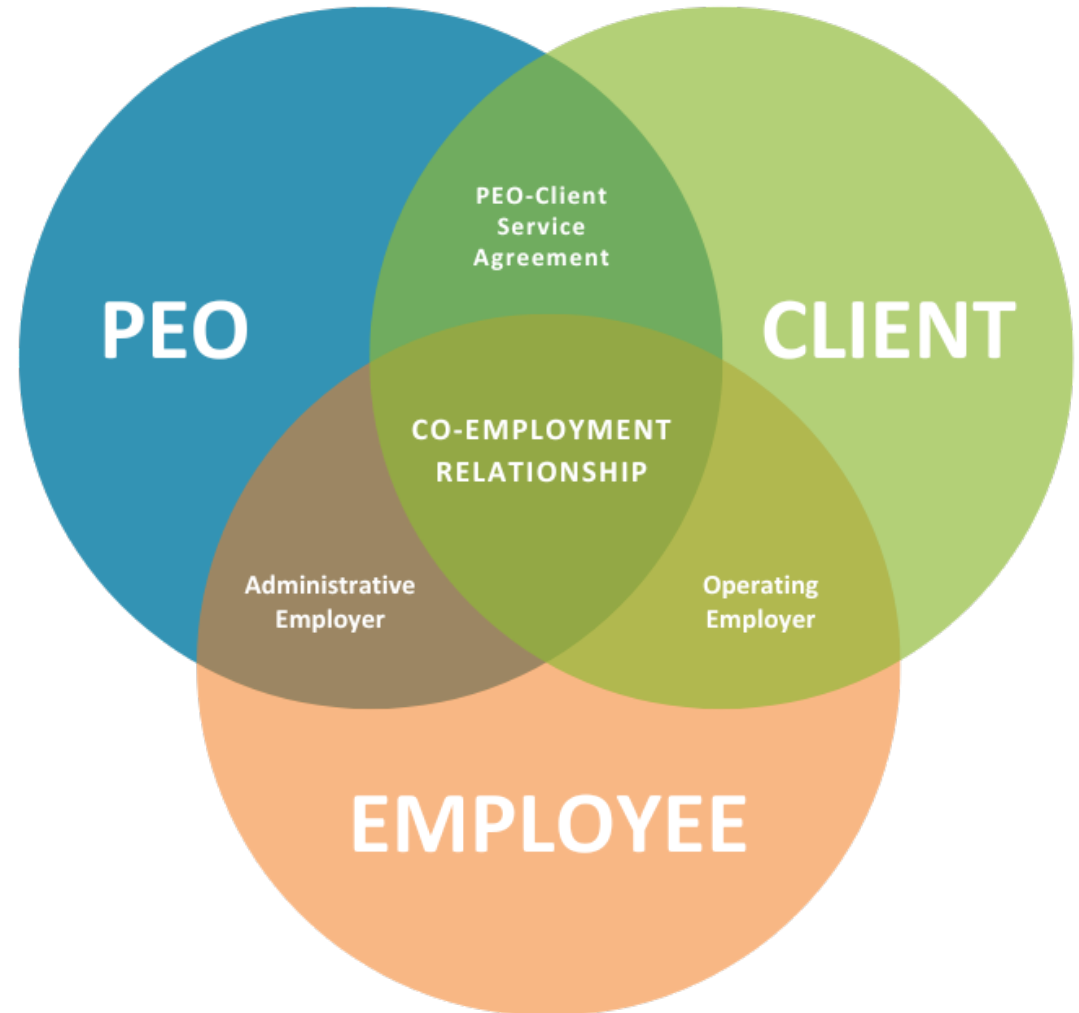 PEO-Client
Service
Agreement
PEO
CLIENT
CO-EMPLOYMENT
RELATIONSHIP
Administrative
Employer
Operating
Employer
EMPLOYEE